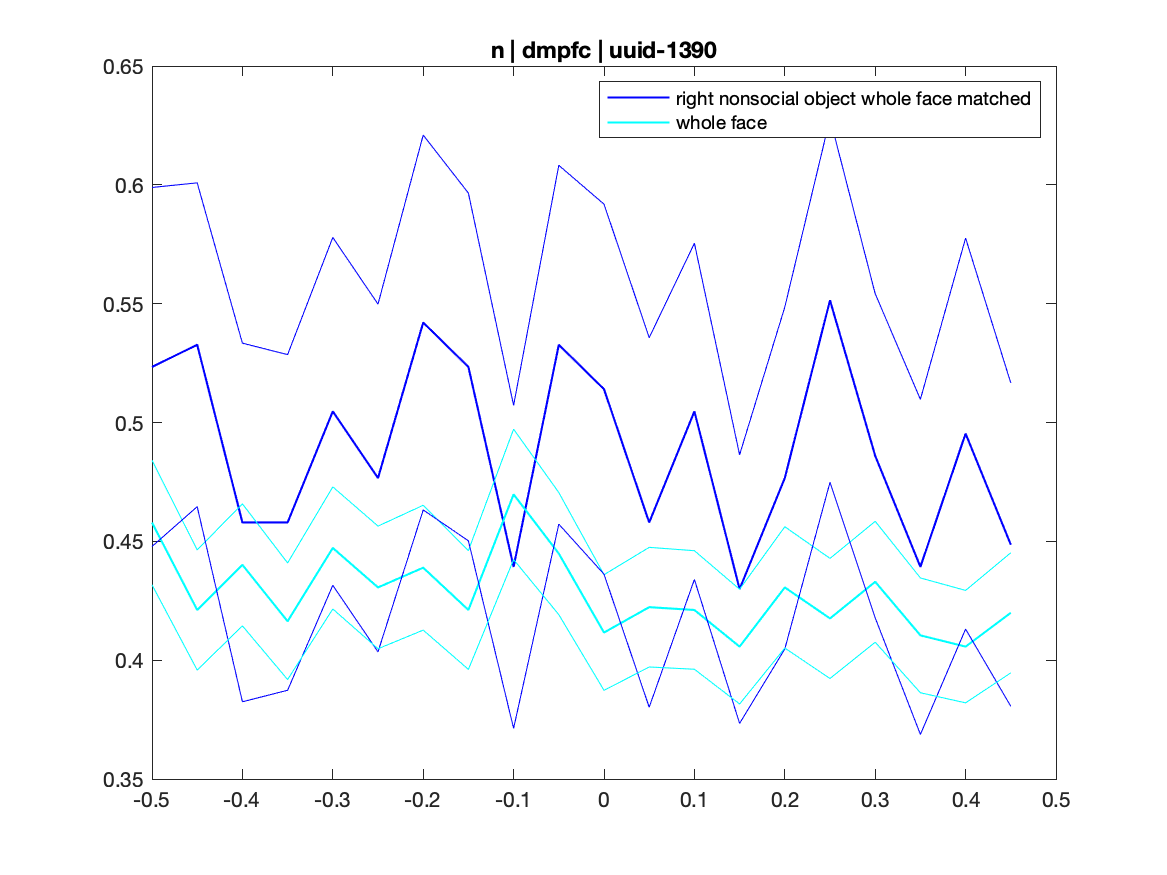 n | dmpfc | uuid-1390
right nonsocial object whole face matched
whole face
0.65
0.6
0.55
0.5
0.45
0.4
0.35
-0.5 -0.4 -0.3 -0.2 -0.1 0 0.1 0.2 0.3 0.4 0.5